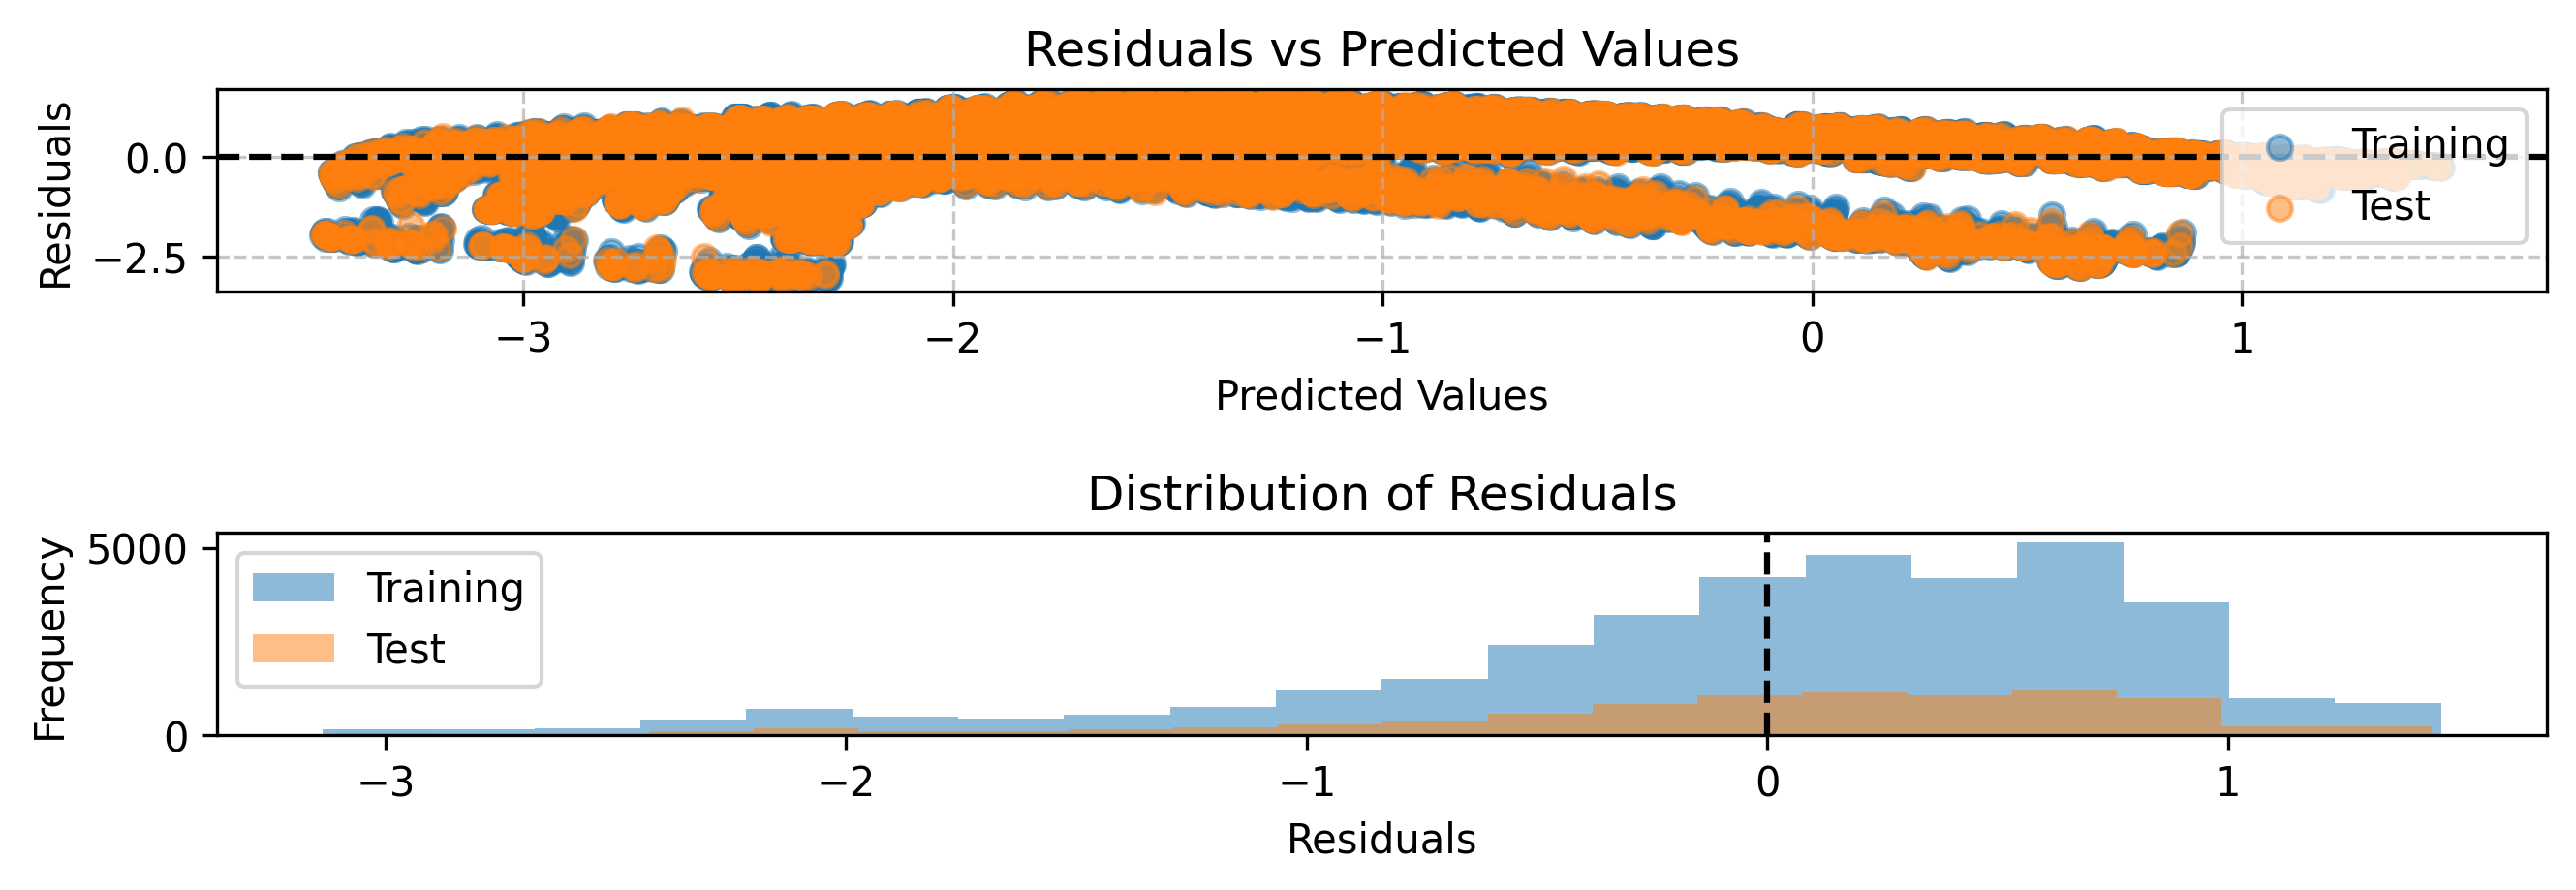 Residuals vs Predicted Values
Residuals
0.0
−2.5
Training
Test
−3
−2
−1
0
1
Predicted Values
Distribution of Residuals
Frequency
5000
0
Training
Test
−3
−2
−1
0
1
Residuals